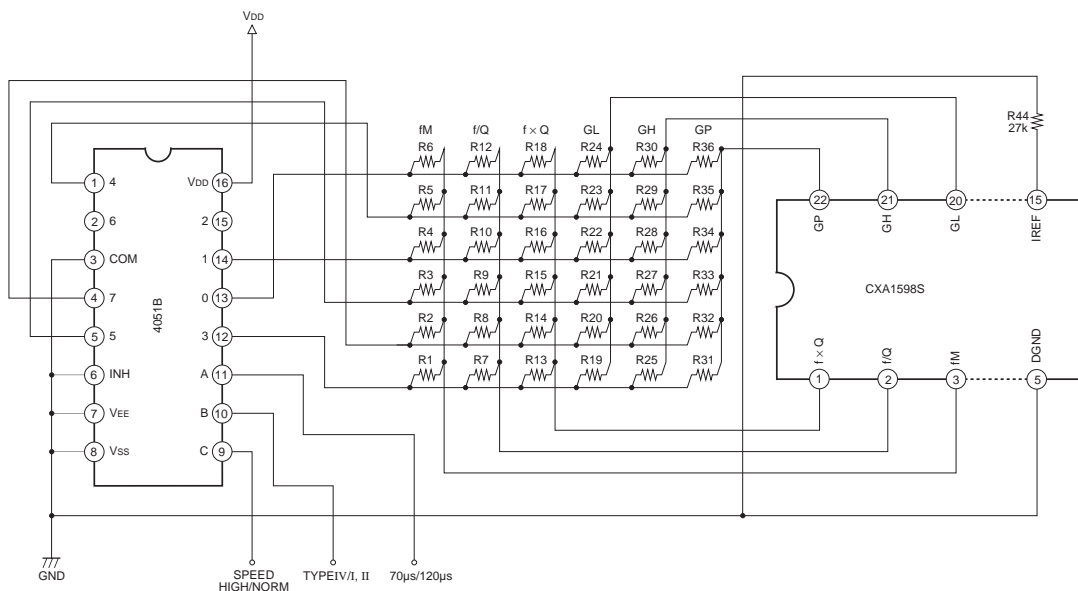 VDD
fM f/Q f × Q GL GH GP
R6 R12 R18 R24 R30 R36
R5 R11 R17 R23 R29 R35
R4 R10 R16 R22 R28 R34
R3 R9 R15 R21 R27 R33
R2 R8 R14 R20 R26 R32
R1 R7 R13 R19 R25 R31
R44
27k
1 4 VDD 16
2 6 2 15
3 COM 1 14
4 7 0 13
5 5 3 12
6 INH A 11
7 VEE B 10
8 VSS C 9
4051B
22 21 20 15
GP GH GL IREF
CXA1598S
f × Q f/Q fM DGND
1 2 3 5
GND
SPEED
HIGH/NORM
TYPEIV/I, II
70µs/120µs